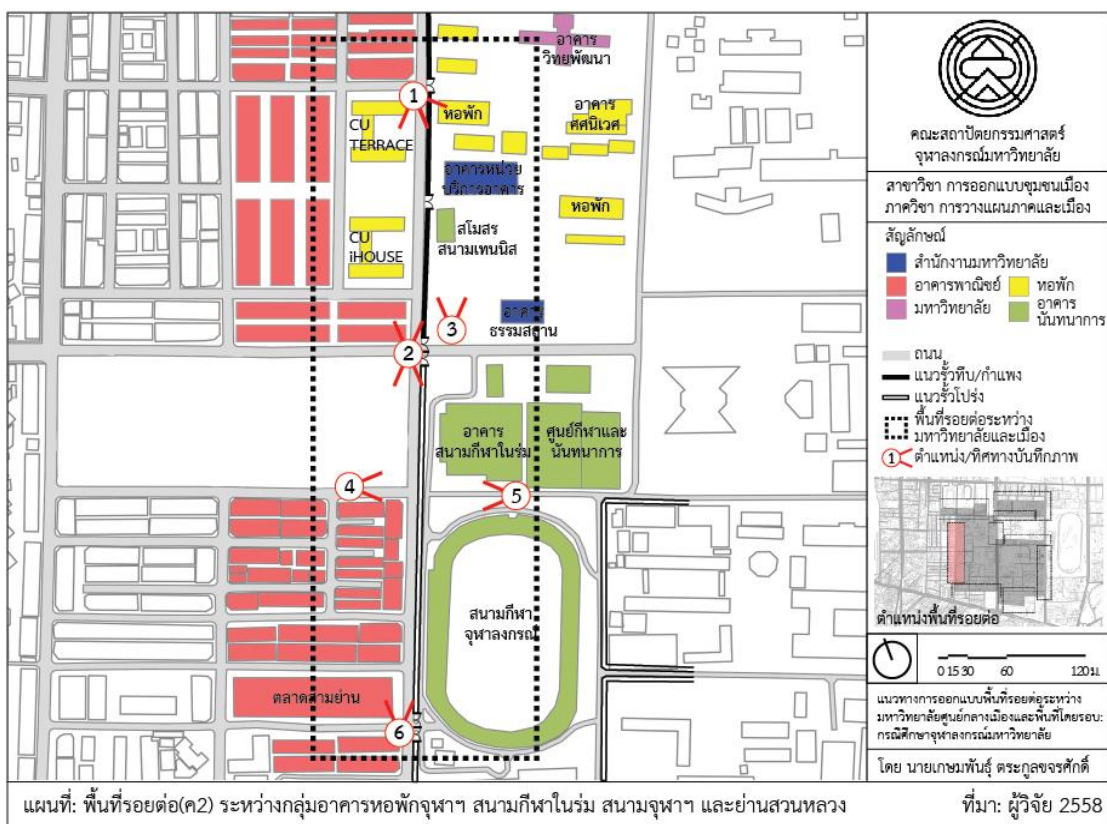 อาคาร
วิทยพัฒนา
1
หอพัก
อาคาร
ศศนิเวศ
CU
TERRACE
อาคารหน่วย
บริการอาคาร
หอพัก
สโมสร
สนามเทนนิส
CU
iHOUSE
3
อาคาร
ธรรมสถาน
2
อาคาร
สนามกีฬาในร่ม
ศูนย์กีฬาและ
นันทนาการ
4
5
สนามกีฬา
จุฬาลงกรณ์
ตลาดสามย่าน
6
คณะสถาปัตยกรรมศาสตร์
จุฬาลงกรณ์มหาวิทยาลัย
สาขาวิชา การออกแบบชุมชนเมือง
ภาควิชา การวางแผนภาคและเมือง
สัญลักษณ์
สำนักงานมหาวิทยาลัย
อาคารพาณิชย์ หอพัก
มหาวิทยาลัย อาคาร
นันทนาการ
ถนน
แนวรั้วทึบ/กำแพง
แนวรั้วโปร่ง
พื้นที่รอยต่อระหว่าง
มหาวิทยาลัยและเมือง
1 ตำแหน่ง/ทิศทางบันทึกภาพ
ตำแหน่งพื้นที่รอยต่อ
0 15 30 60 120ม.
แนวทางการออกแบบพื้นที่รอยต่อระหว่าง
มหาวิทยาลัยศูนย์กลางเมืองและพื้นที่โดยรอบ:
กรณีศึกษาจุฬาลงกรณ์มหาวิทยาลัย
โดย นายเกษมพันธุ์ ตระกูลขจรศักดิ์
แผนที่: พื้นที่รอยต่อ(ค2) ระหว่างกลุ่มอาคารหอพักจุฬาฯ สนามกีฬาในร่ม สนามจุฬาฯ และย่านสวนหลวง ที่มา: ผู้วิจัย 2558